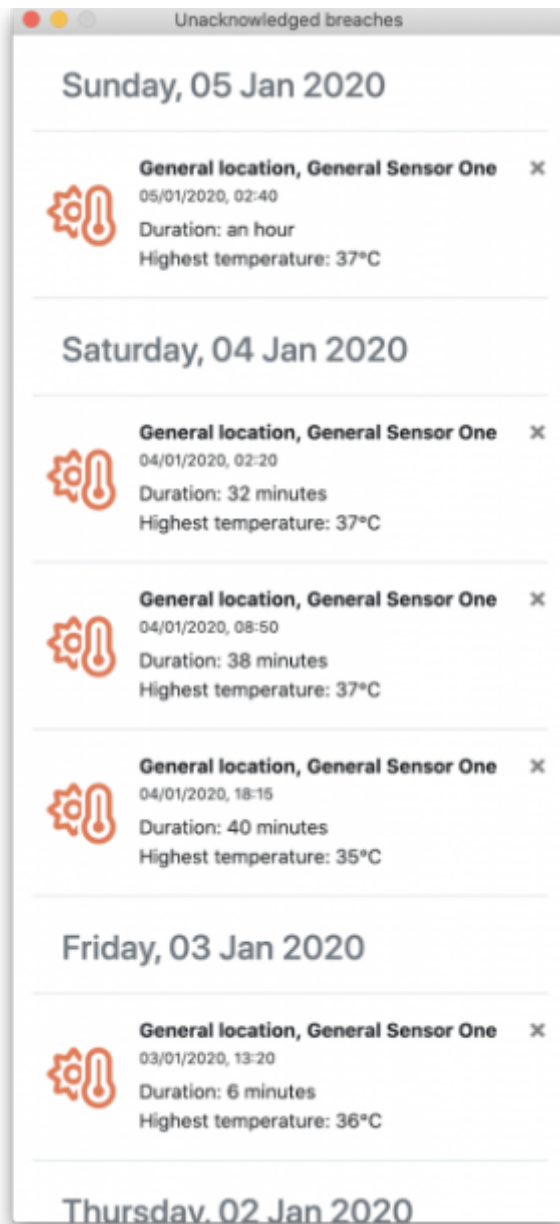 Unacknowledged breaches
Sunday, 05 Jan 2020
General location, General Sensor One
05/01/2020, 02:40
Duration: an hour
Highest temperature: 37°C
Saturday, 04 Jan 2020
General location, General Sensor One
04/01/2020, 02:20
Duration: 32 minutes
Highest temperature: 37°C
General location, General Sensor One
04/01/2020, 08:50
Duration: 38 minutes
Highest temperature: 37°C
General location, General Sensor One
04/01/2020, 18:15
Duration: 40 minutes
Highest temperature: 35°C
Friday, 03 Jan 2020
General location, General Sensor One
03/01/2020, 13:20
Duration: 6 minutes
Highest temperature: 36°C
Thursday, 02 Jan 2020